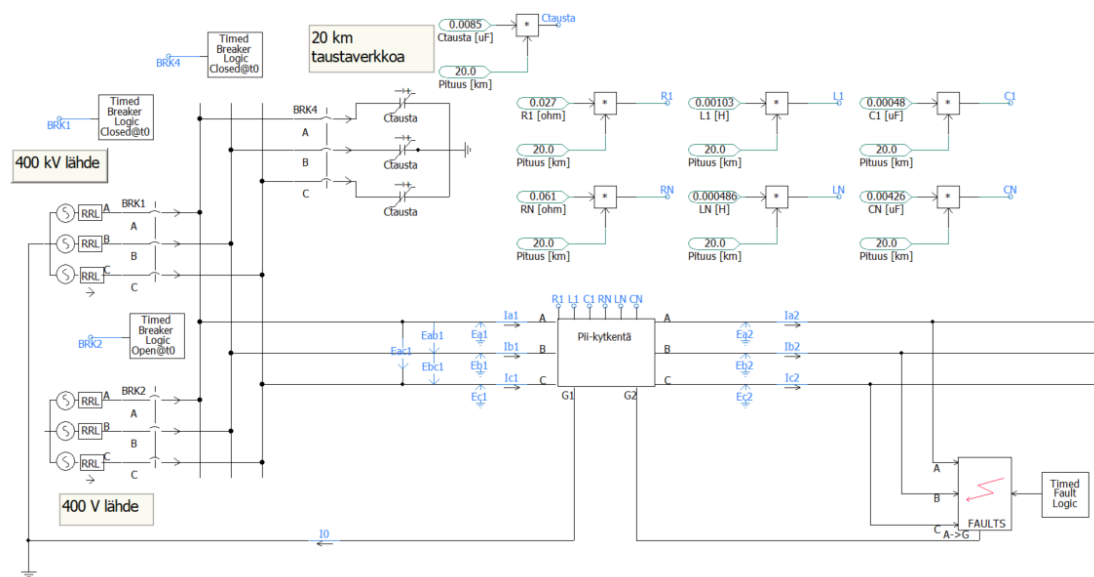 Timed
Breaker
Logic
Closed@t0
BRK4
20 km
taustaverkkoa
0.0085
Ctausta [uF]
*
Ctausta
20.0
Pituus [km]
Timed
Breaker
Logic
Closed@t0
BRK1
400 kV lähde
BRK4
A
B
C
Ctausta
Ctausta
Ctausta
0.027
R1 [ohm]
*
R1
20.0
Pituus [km]
0.00103
L1 [H]
*
L1
20.0
Pituus [km]
0.00048
C1 [uF]
*
C1
20.0
Pituus [km]
0.061
RN [ohm]
*
RN
20.0
Pituus [km]
0.000486
LN [H]
*
LN
20.0
Pituus [km]
0.00426
CN [uF]
*
CN
20.0
Pituus [km]
RRL A BRK1
A
RRL B
B
RRL C
C
Timed
Breaker
Logic
Open@t0
BRK2
Eac1
Eab1
Ebc1
Ea1
Ia1
Eb1
Ib1
Ec1
Ic1
R1 L1 C1 RN LN CN
A
B
C
Pii-kytkentä
A
B
C
G1
G2
Ea2
Ia2
Eb2
Ib2
Ec2
Ic2
RRL A BRK2
A
RRL B
B
RRL C
C
400 V lähde
I0
A
B
C
FAULTS
A->G
Timed
Fault
Logic